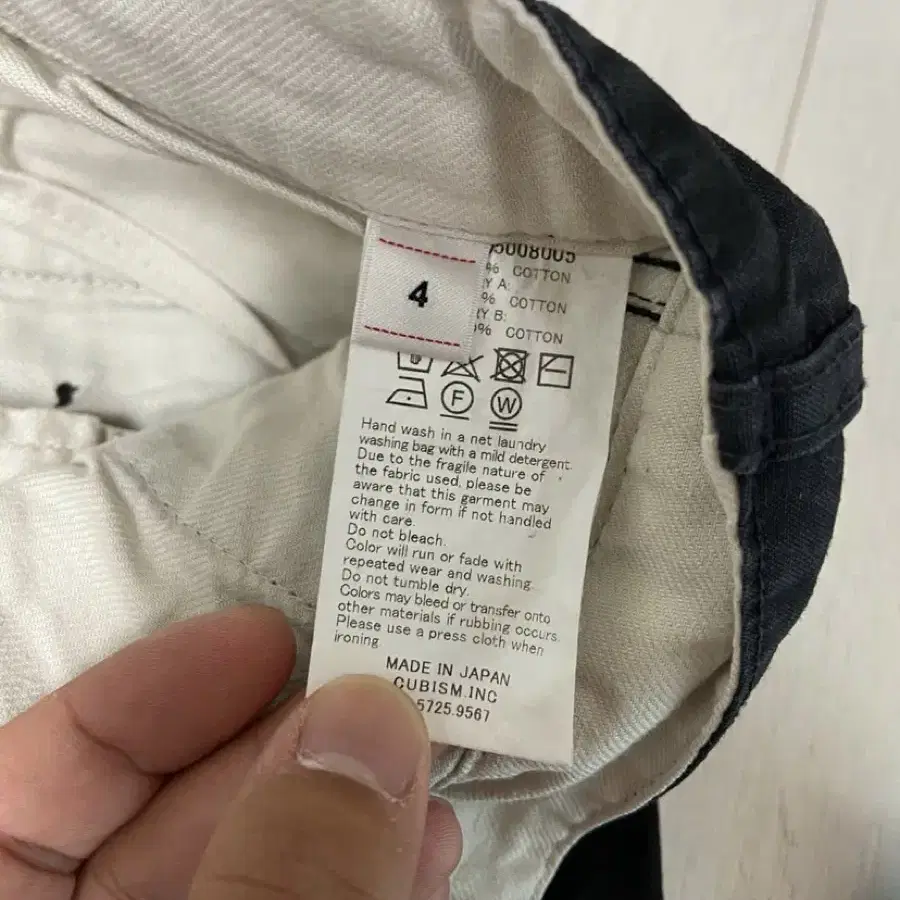 4
5008005
% COTTON
Y A:
% COTTON
RY B:
0% COTTON
F
W
Hand wash in a net laundry
washing bag with a mild detergent.
Due to the fragile nature of
the fabric used, please be
aware that this garment may
change in form if not handled
with care.
Do not bleach.
Color will run or fade with
repeated wear and washing.
Do not tumble dry.
Colors may bleed or transfer onto
other materials if rubbing occurs.
Please use a press cloth when
ironing
MADE IN JAPAN
CUBISM.INC
5725.9567